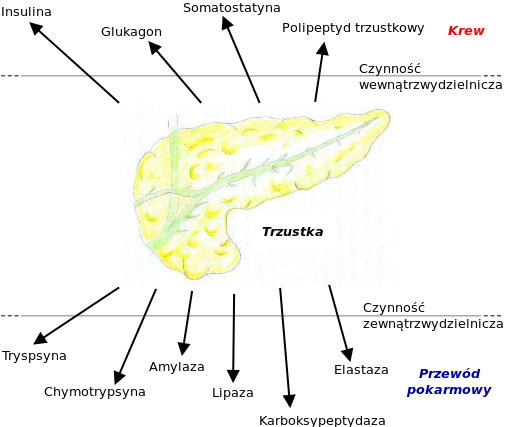 Insulina
Glukagon
Somatostatyna
Polipeptyd trzustkowy
Krew
Czynność
wewnątrzwydzielnicza
Trzustka
Czynność
zewnątrzwydzielnicza
Tryspsyna
Chymotrypsyna
Amylaza
Lipaza
Karboksypeptydaza
Elastaza
Przewód
pokarmowy